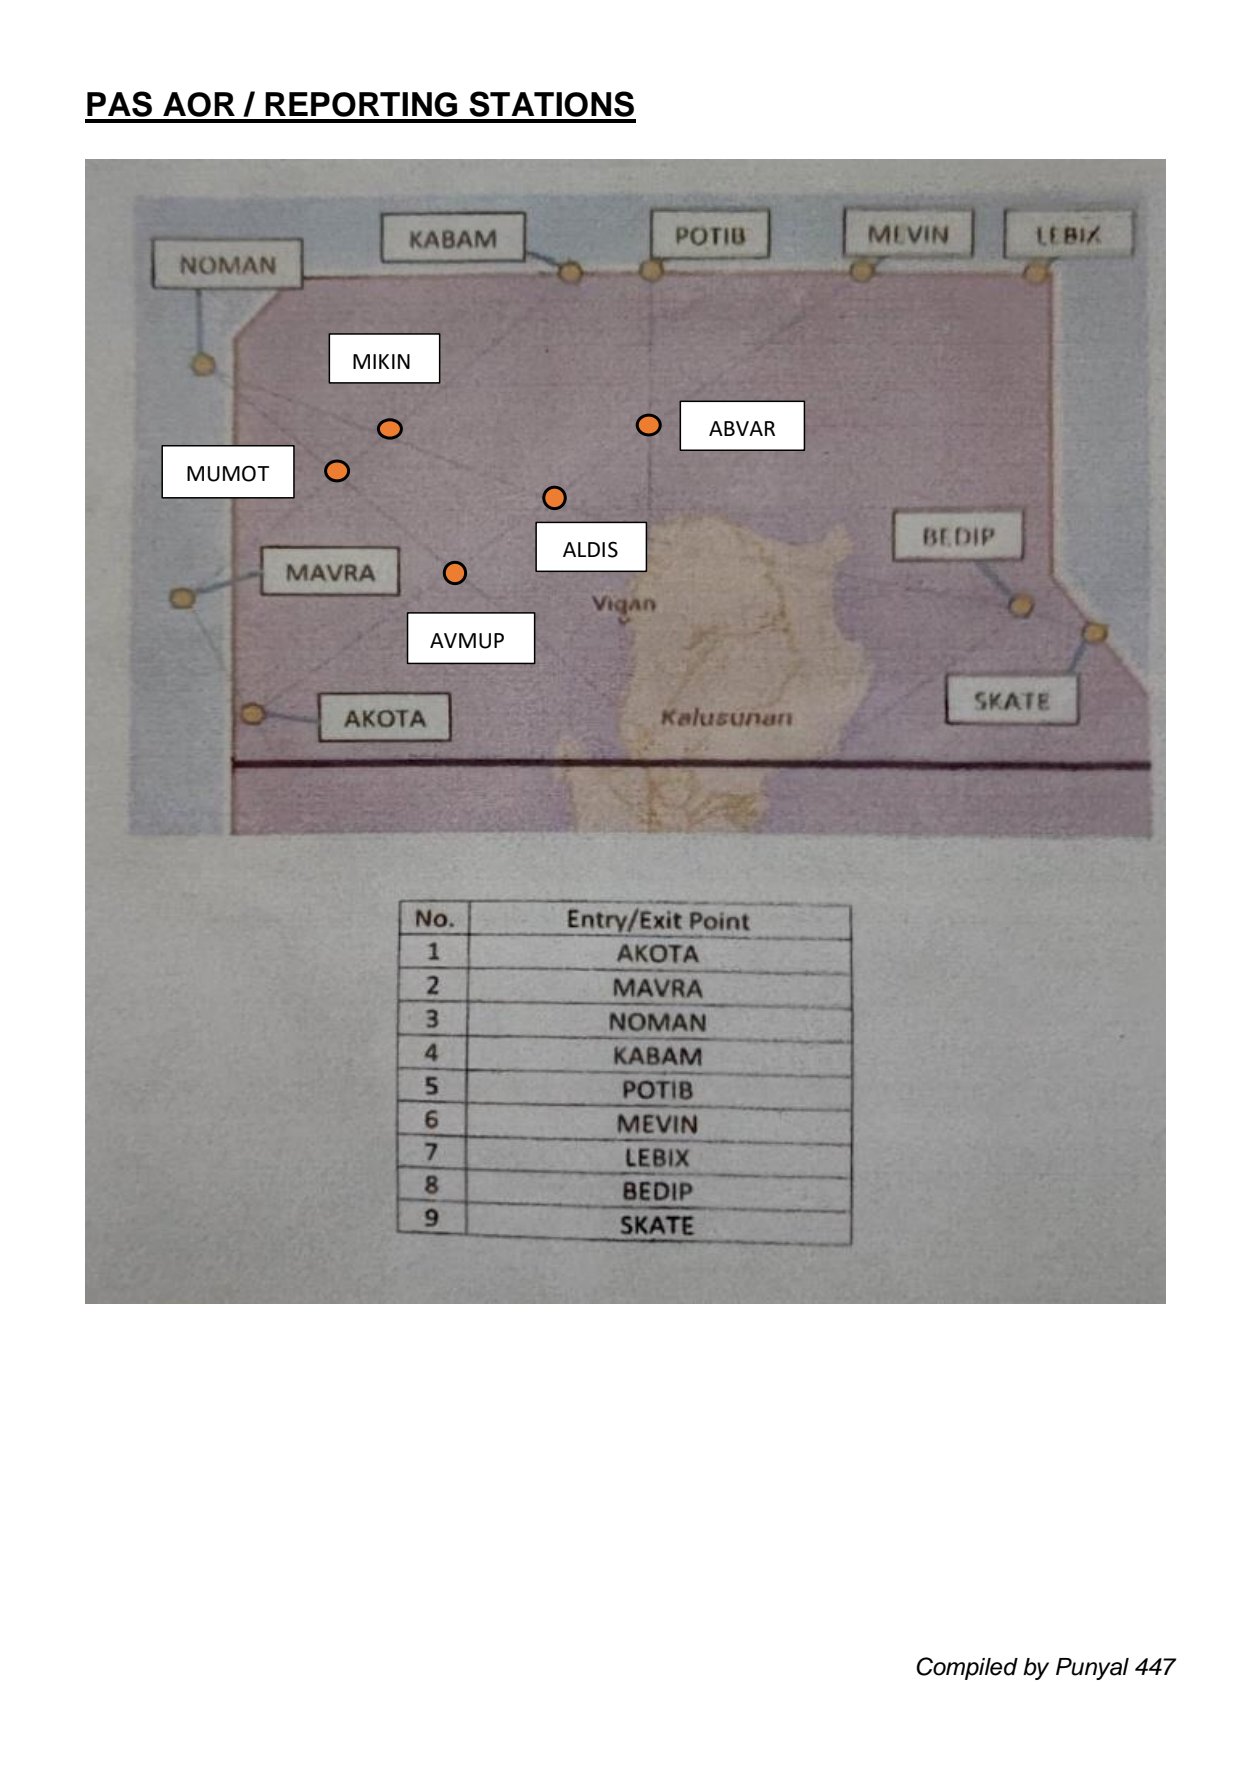 PAS AOR / REPORTING STATIONS
KABAM
POTIB
MEVIN
LEBIX
NOMAN
MIKIN
ABVAR
MUMOT
BEDIP
ALDIS
MAVRA
Vigan
AVMUP
SKATE
AKOTA
Kalusunan
No. Entry/Exit Point
1 AKOTA
2 MAVRA
3 NOMAN
4 KABAM
5 POTIB
6 MEVIN
7 LEBIX
8 BEDIP
9 SKATE
Compiled by Punyal 447